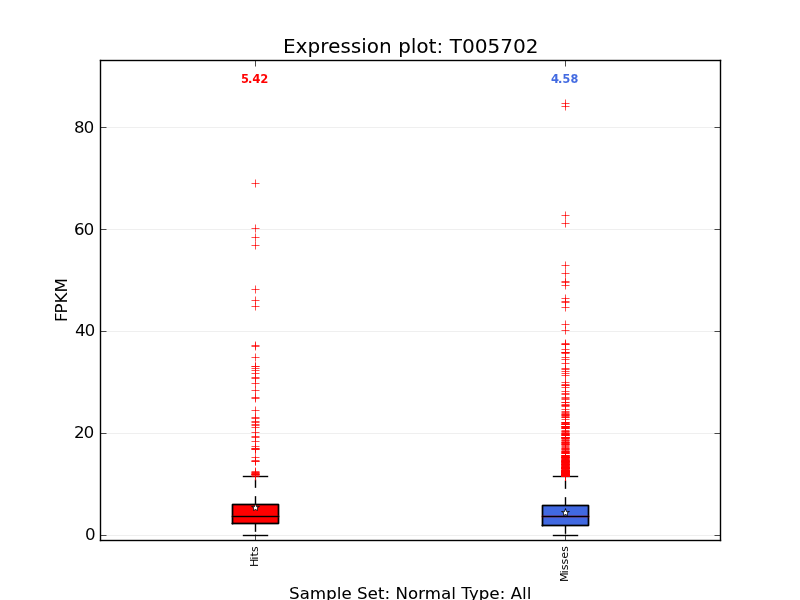 Expression plot: T005702
5.42
4.58
80
60
40
20
0
FPKM
Hits
Misses
Sample Set: Normal Type: All